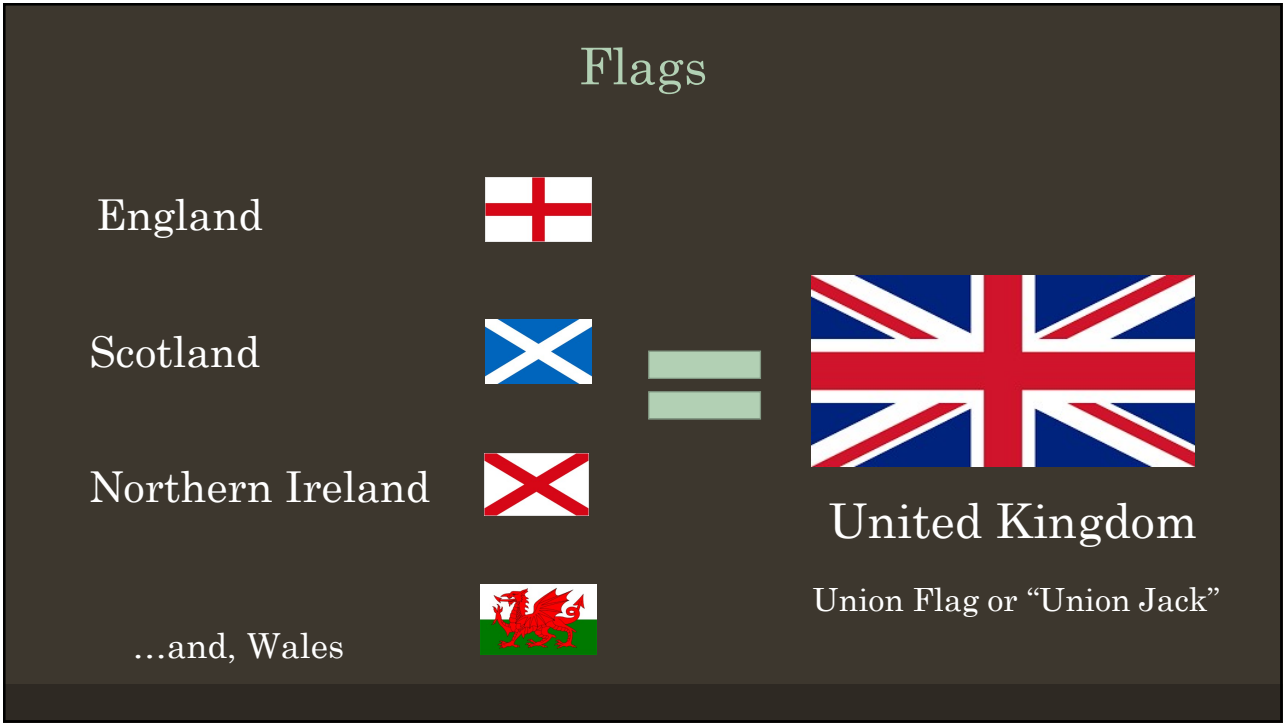 Flags
England
Scotland
Northern Ireland
…and, Wales
United Kingdom
Union Flag or “Union Jack”